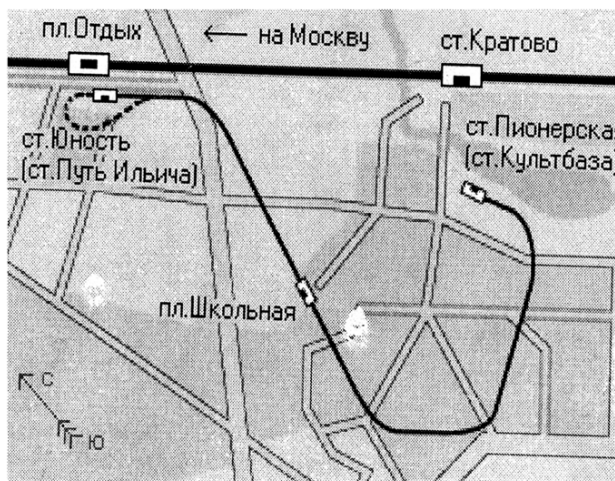 пл.Отдых
на Москву
ст.Кратово
ст.Юность
(ст.Путь Ильича)
ст.Пионерска
(ст.Культбаза)
пл.Школьная
С
Ю